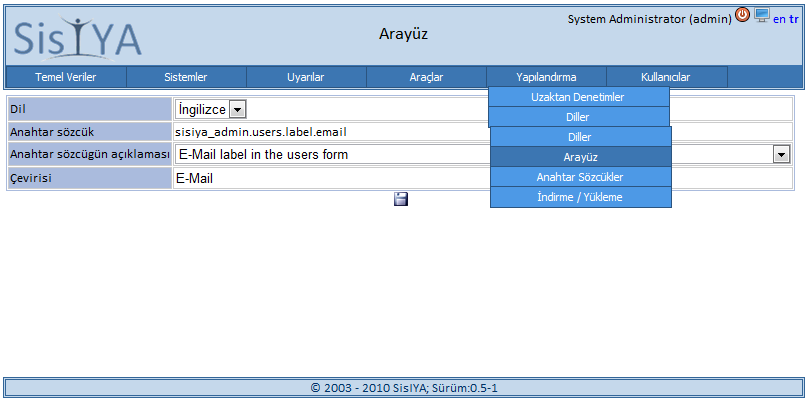 SisIYA
Arayüz
System Administrator (admin) en tr
Temel Veriler Sistemler Uyarılar Araçlar Yapılandırma Kullanıcılar
Uzaktan Denetimler
Diller
Diller
Arayüz
Anahtar Sözcükler
İndirme / Yükleme
Dil İngilizce
Anahtar sözcük sisiya_admin.users.label.email
Anahtar sözcügün açıklaması E-Mail label in the users form
Çevirisi E-Mail
© 2003 - 2010 SisIYA; Sürüm:0.5-1